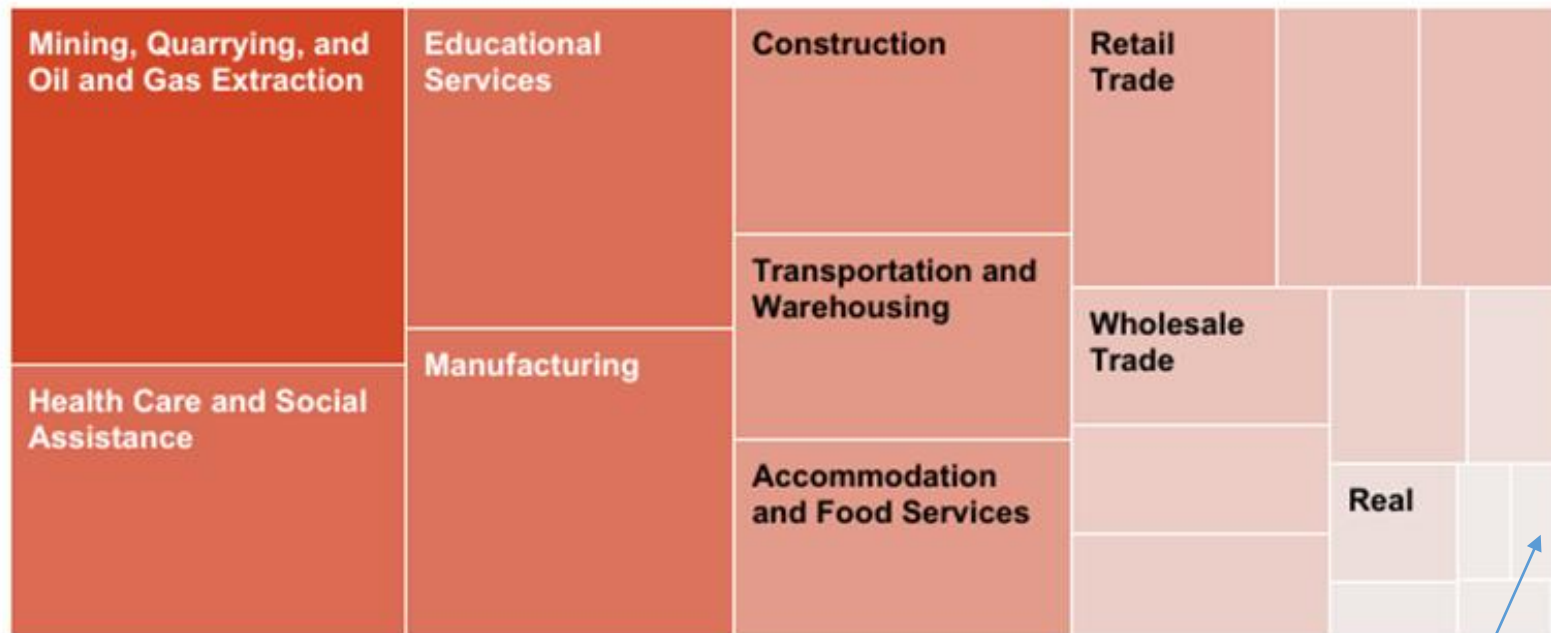 Mining, Quarrying, and
Oil and Gas Extraction
Health Care and Social
Assistance
Educational
Services
Manufacturing
Construction
Transportation and
Warehousing
Accommodation
and Food Services
Retail
Trade
Wholesale
Trade
Real